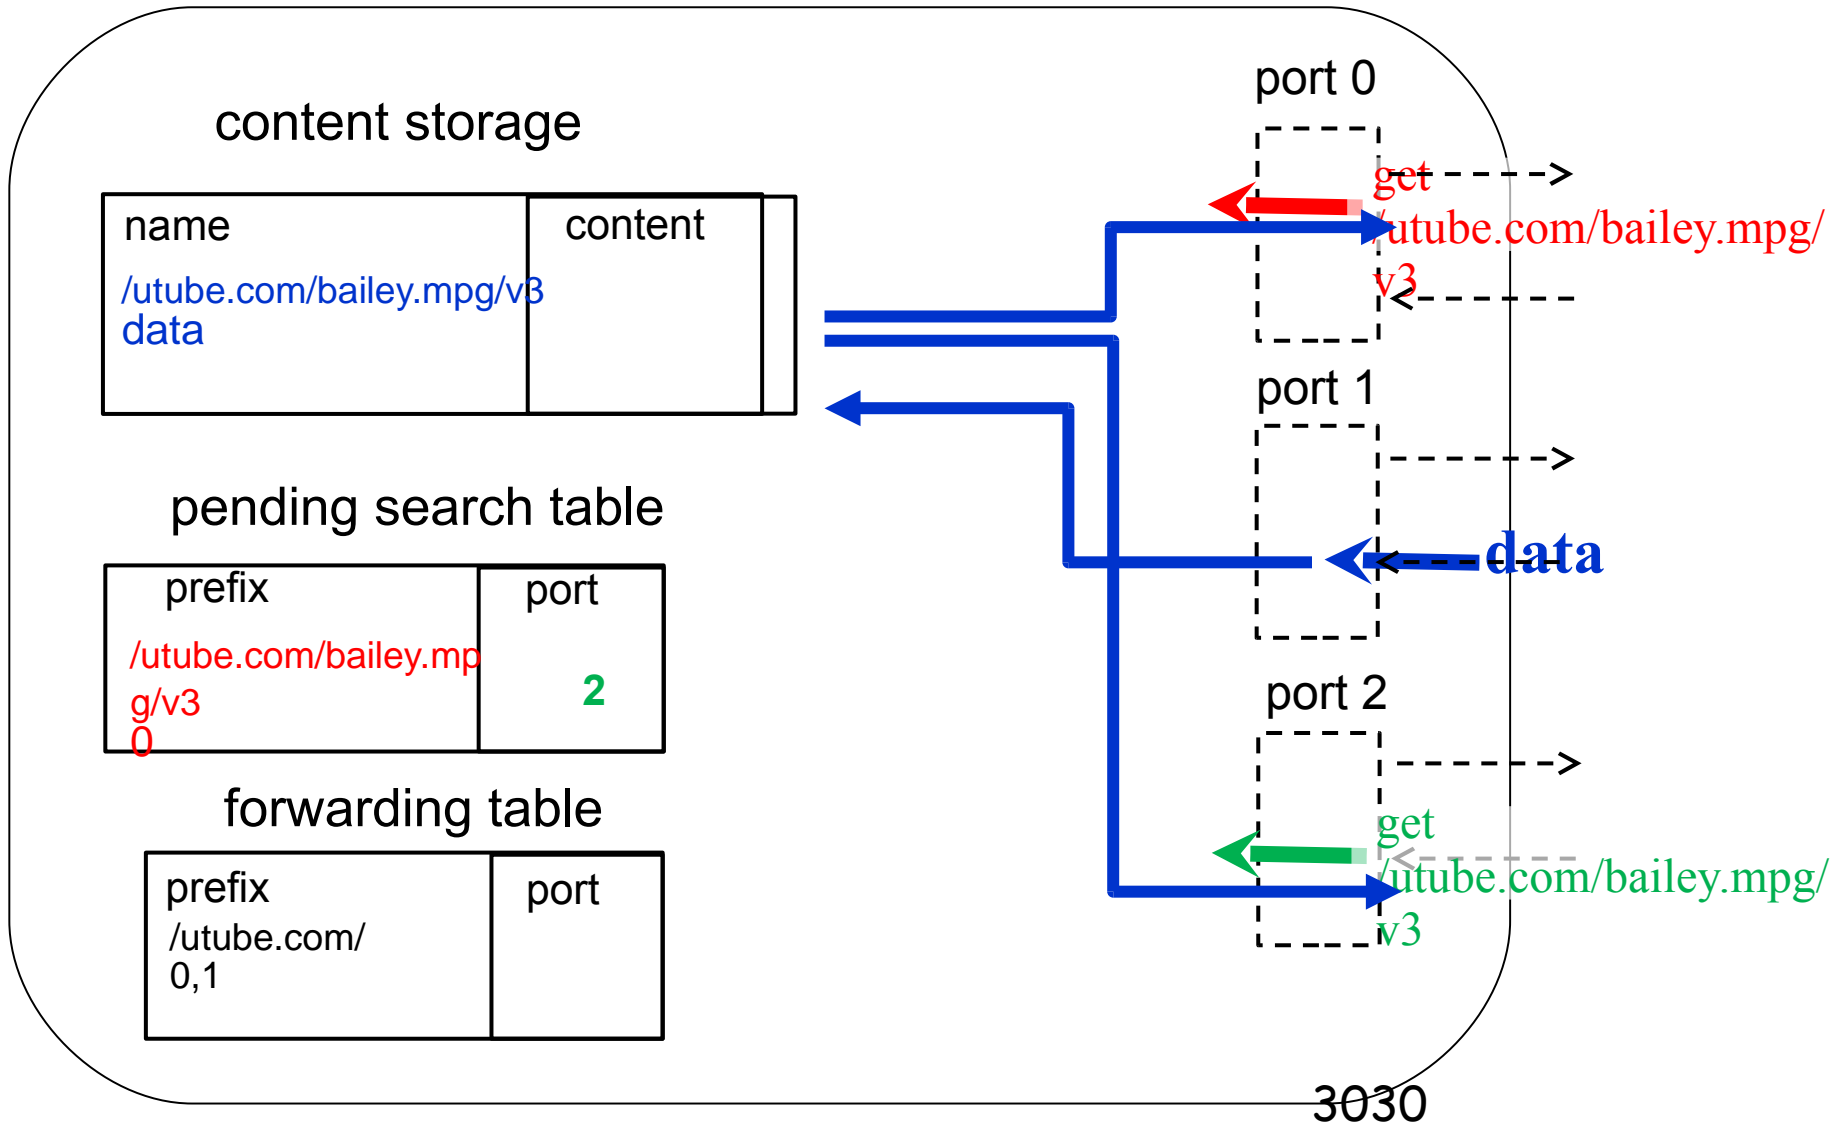 content storage
name
content
/utube.com/bailey.mpg/v3
data
pending search table
prefix
port
/utube.com/bailey.mp
g/v3
0
2
forwarding table
prefix
port
/utube.com/
0,1
port 0
get
/utube.com/bailey.mpg/
v3
port 1
data
port 2
get
/utube.com/bailey.mpg/
v3
3030